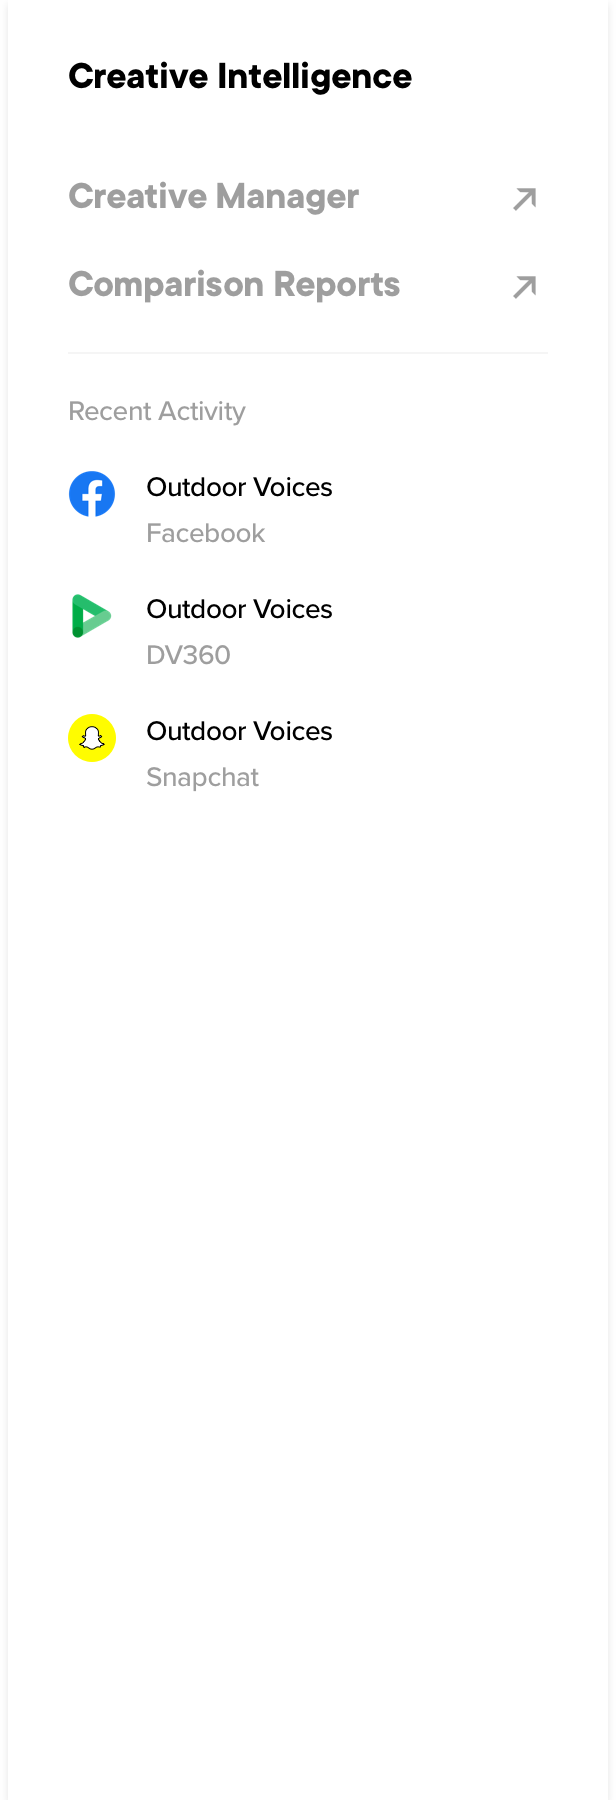 Creative Intelligence
Creative Manager
Comparison Reports
Recent Activity
Outdoor Voices
Facebook
Outdoor Voices
DV360
Outdoor Voices
Snapchat